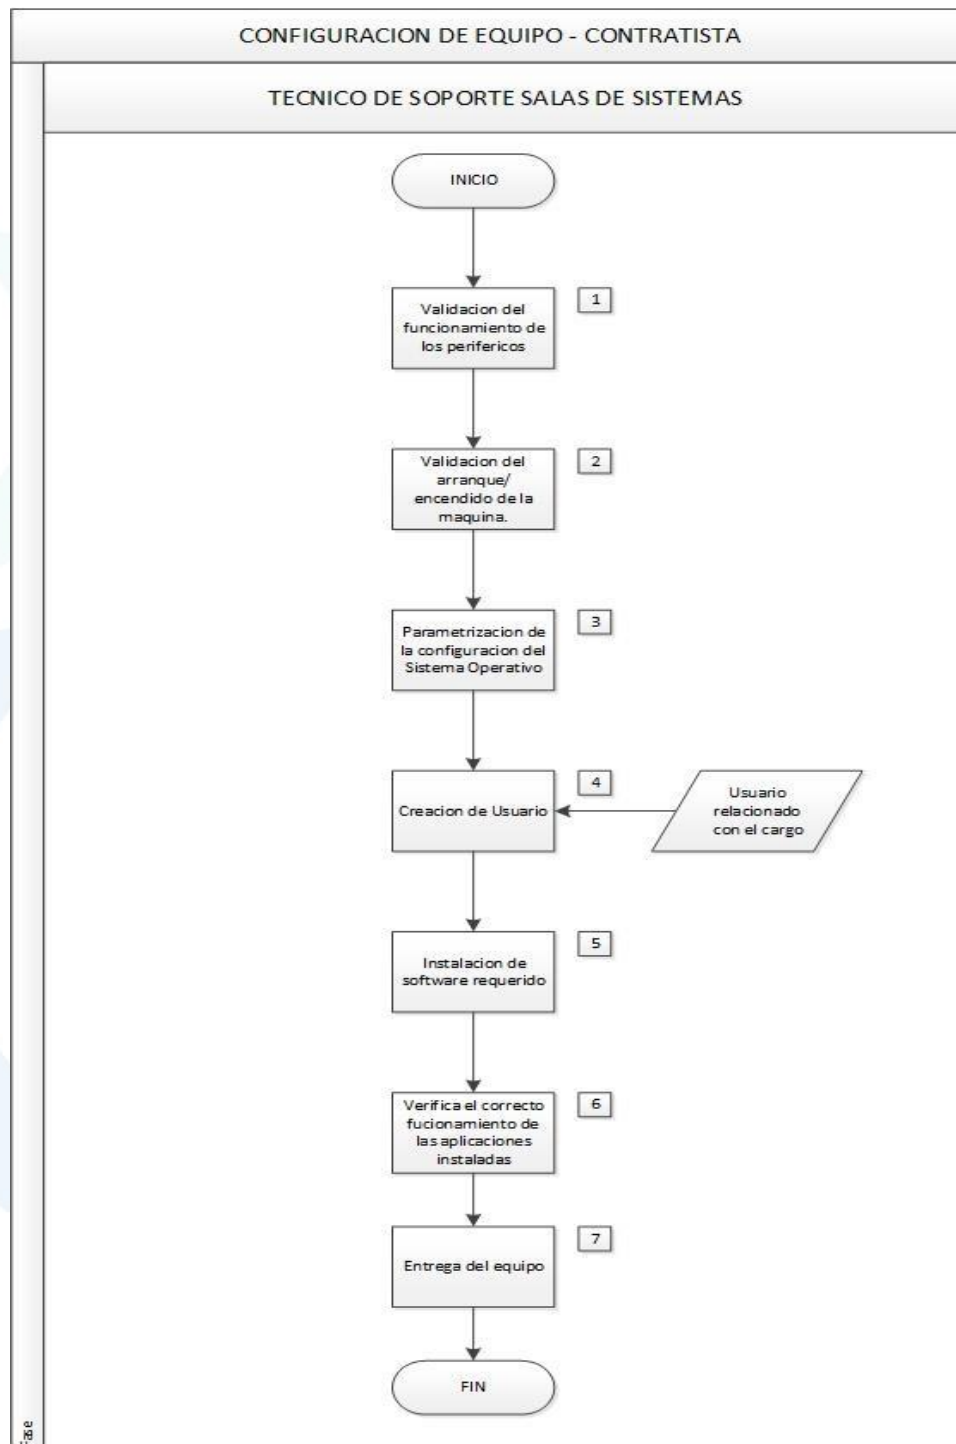 CONFIGURACION DE EQUIPO - CONTRATISTA
TECNICO DE SOPORTE SALAS DE SISTEMAS
INICIO
1
Validacion del
funcionamiento de
los perifericos
2
Validacion del
arranque/
encendido de la
maquina.
3
Parametrizacion de
la configuracion del
Sistema Operativo
4
Creacion de Usuario
Usuario
relacionado
con el cargo
5
Instalacion de
software requerido
6
Verifica el correcto
fucionamiento de
las aplicaciones
instaladas
7
Entrega del equipo
FIN
Fase